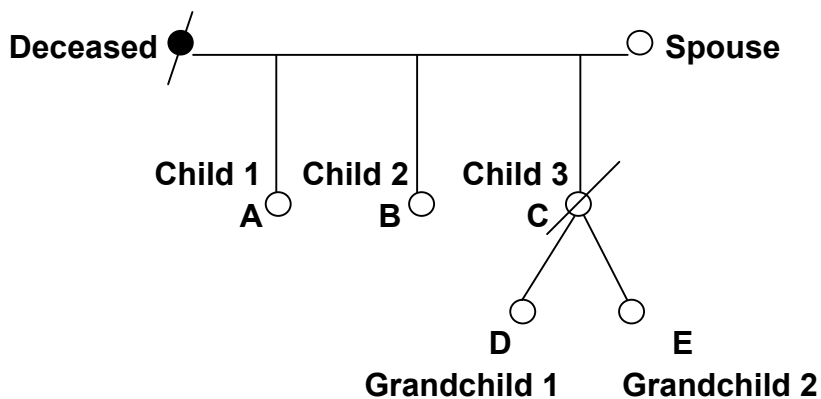 Deceased Spouse
Child 1 Child 2 Child 3
A B C
D E
Grandchild 1 Grandchild 2